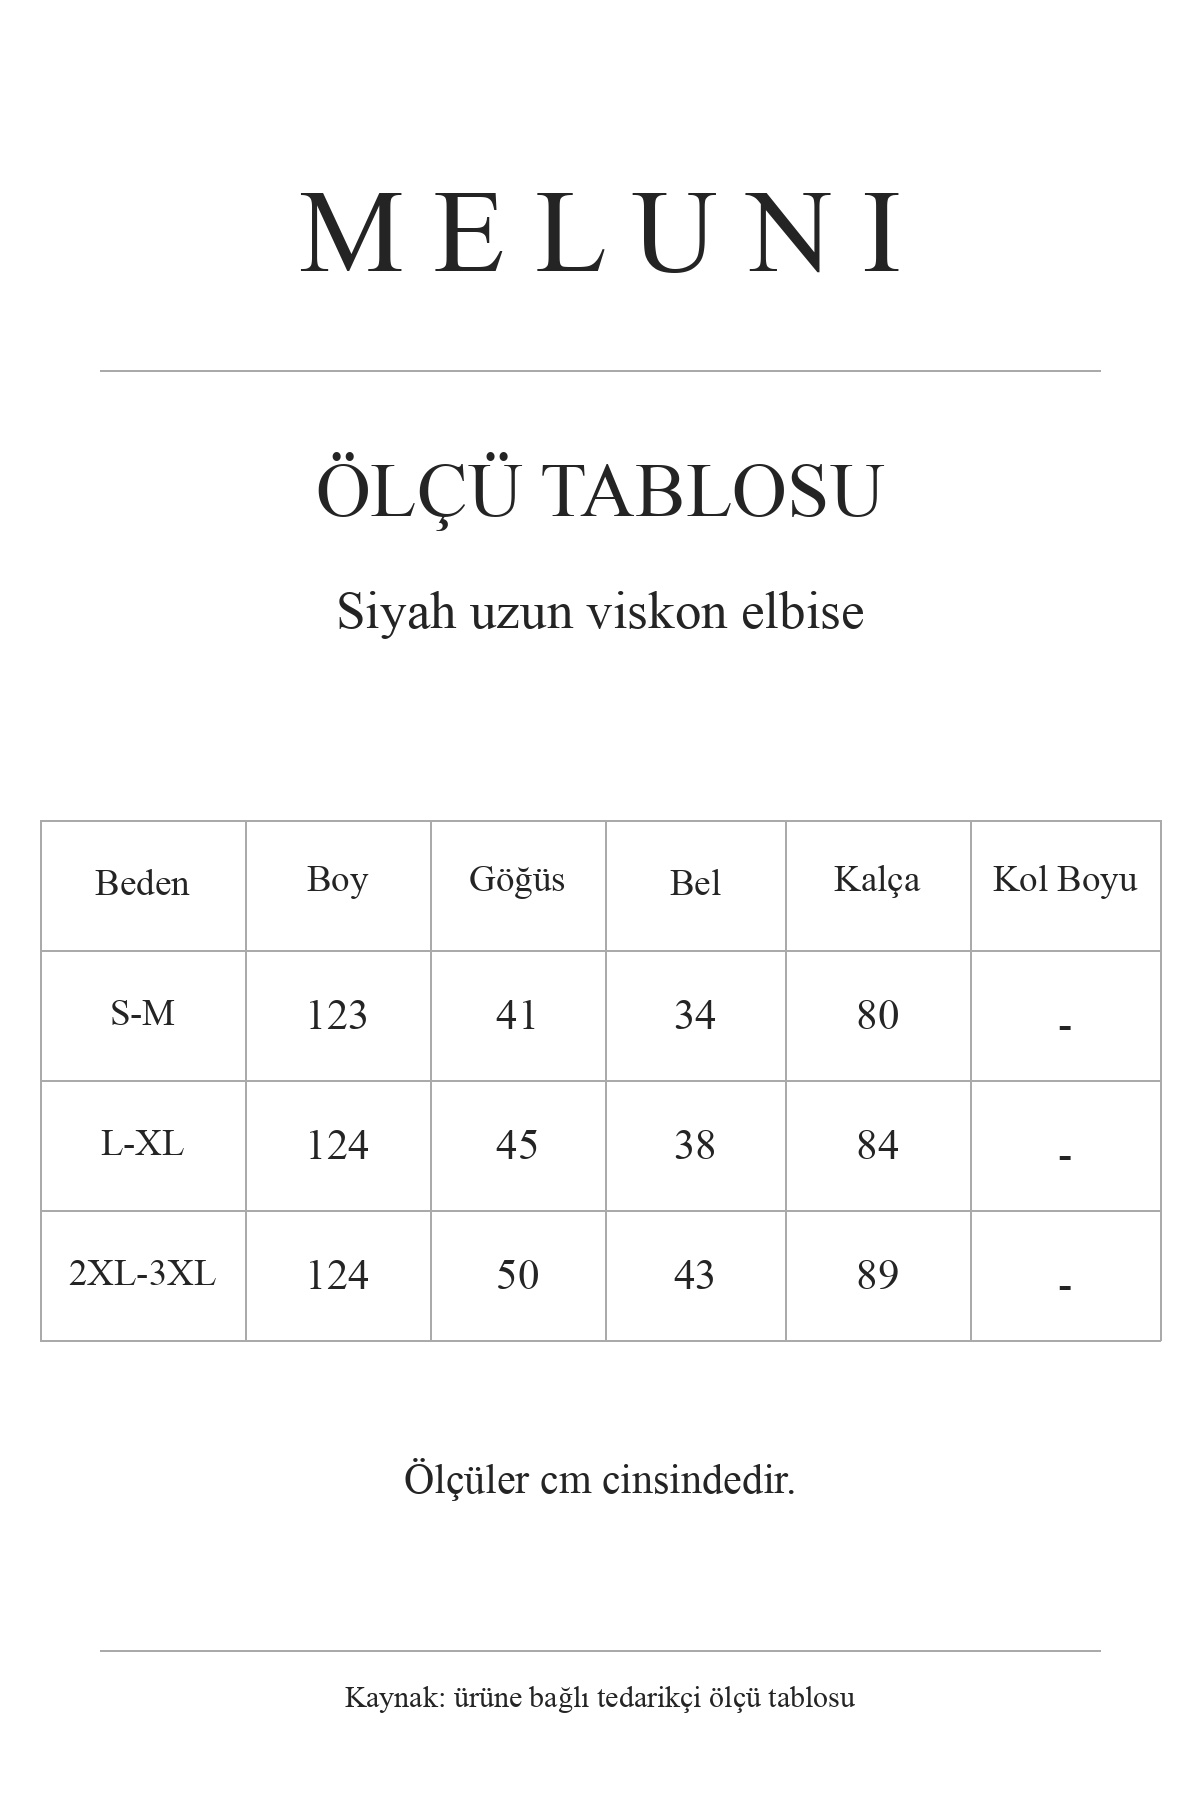 MELUNI
ÖLÇÜ TABLOSU
Siyah uzun viskon elbise
Beden Boy Göğüs Bel Kalça Kol Boyu
S-M 123 41 34 80 -
L-XL 124 45 38 84 -
2XL-3XL 124 50 43 89 -
Ölçüler cm cinsindedir.
Kaynak: ürüne bağlı tedarikçi ölçü tablosu